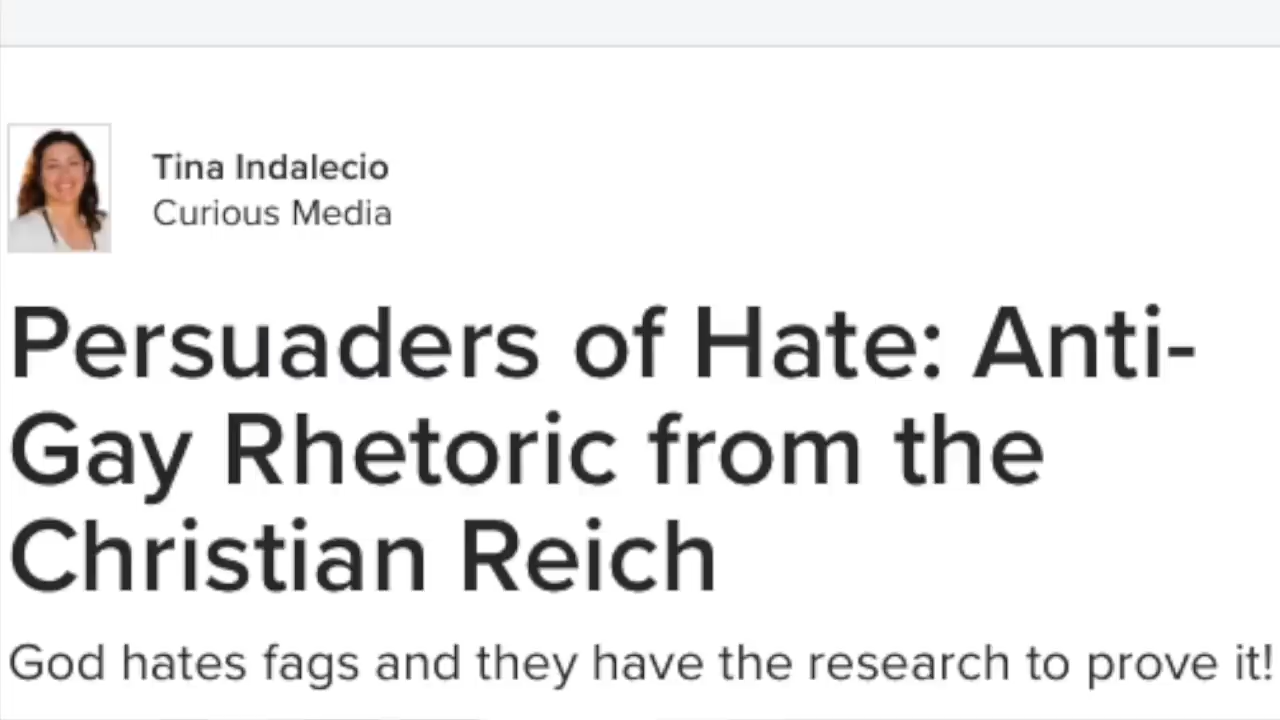 Tina Indalecio
Curious Media
Persuaders of Hate: Anti-
Gay Rhetoric from the
Christian Reich
God hates fags and they have the research to prove it!